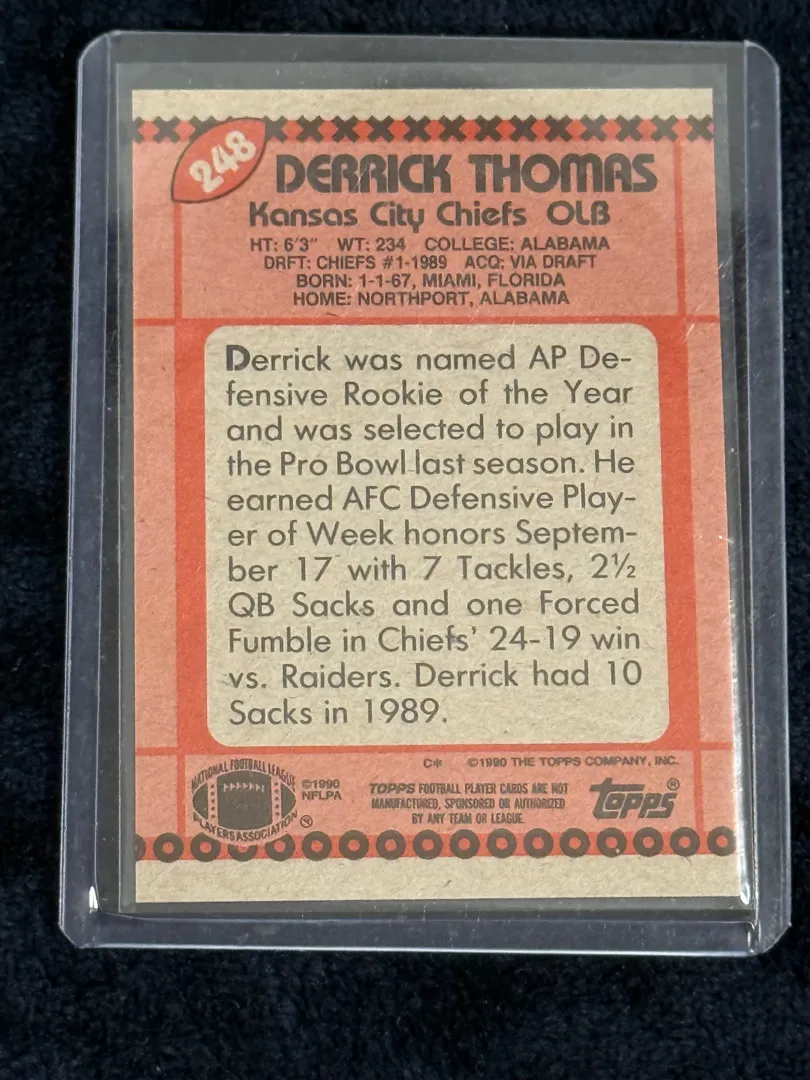 248
DERRICK THOMAS
Kansas City Chiefs OLB
HT: 6'3" WT: 234 COLLEGE: ALABAMA
DRFT: CHIEFS #1-1989 ACQ: VIA DRAFT
BORN: 1-1-67, MIAMI, FLORIDA
HOME: NORTHPORT, ALABAMA
Derrick was named AP De-
fensive Rookie of the Year
and was selected to play in
the Pro Bowl last season. He
earned AFC Defensive Play-
er of Week honors Septem-
ber 17 with 7 Tackles, 2½
QB Sacks and one Forced
Fumble in Chiefs' 24-19 win
vs. Raiders. Derrick had 10
Sacks in 1989.
C* ©1990 THE TOPPS COMPANY, INC.
NATIONAL FOOTBALL LEAGUE
PLAYERS ASSOCIATION
©1990
NFLPA
TOPPS FOOTBALL PLAYER CARDS ARE NOT
MANUFACTURED, SPONSORED OR AUTHORIZED
BY ANY TEAM OR LEAGUE.
TOPPS®